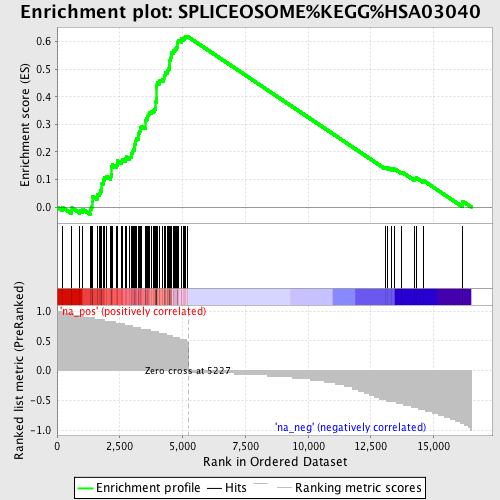 Enrichment plot: SPLICEOSOME%KEGG%HSA03040
Enrichment score (ES)
0.6
0.5
0.4
0.3
0.2
0.1
0.0
Ranked list metric (PreRanked)
1.0
0.5
0.0
-0.5
-1.0
'na_pos' (positively correlated)
Zero cross at 5227
'na_neg' (negatively correlated)
0 2,500 5,000 7,500 10,000 12,500 15,000
Rank in Ordered Dataset
Enrichment profile Hits Ranking metric scores